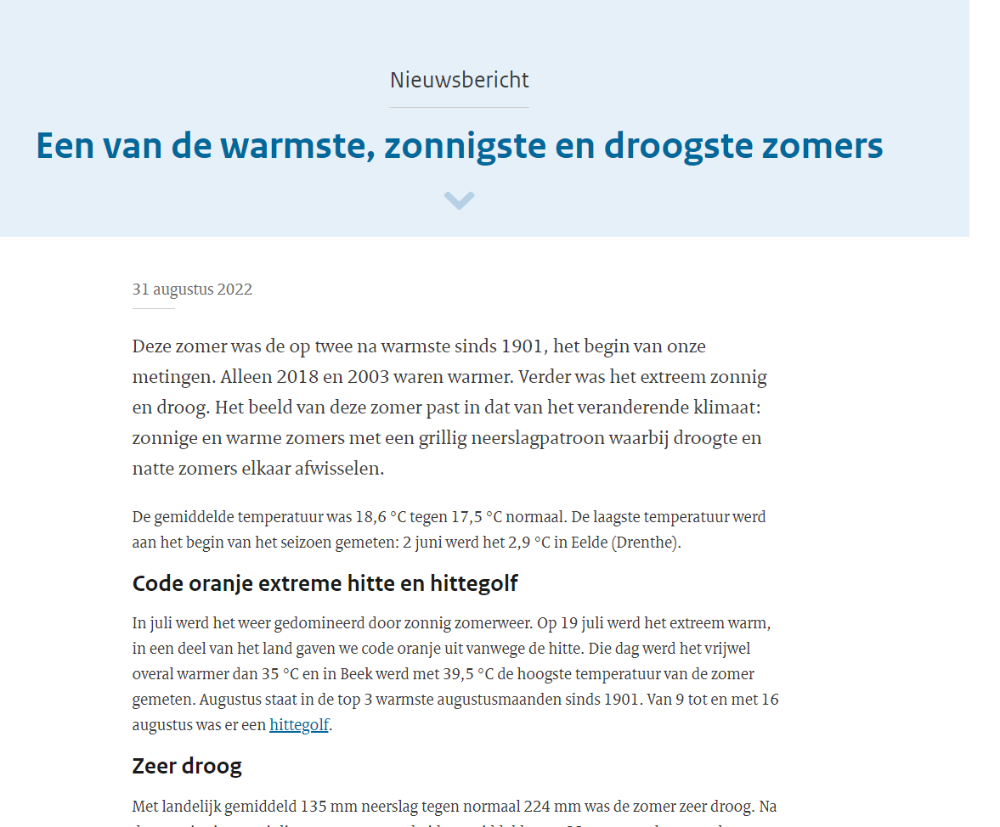 Nieuwsbericht
Een van de warmste, zonnigste en droogste zomers
31 augustus 2022
Deze zomer was de op twee na warmste sinds 1901, het begin van onze
metingen. Alleen 2018 en 2003 waren warmer. Verder was het extreem zonnig
en droog. Het beeld van deze zomer past in dat van het veranderende klimaat:
zonnige en warme zomers met een grillig neerslagpatroon waarbij droogte en
natte zomers elkaar afwisselen.
De gemiddelde temperatuur was 18,6 °C tegen 17,5 °C normaal. De laagste temperatuur werd
aan het begin van het seizoen gemeten: 2 juni werd het 2,9 °C in Eelde (Drenthe).
Code oranje extreme hitte en hittegolf
In juli werd het weer gedomineerd door zonnig zomerweer. Op 19 juli werd het extreem warm,
in een deel van het land gaven we code oranje uit vanwege de hitte. Die dag werd het vrijwel
overal warmer dan 35 °C en in Beek werd met 39,5 °C de hoogste temperatuur van de zomer
gemeten. Augustus staat in de top 3 warmste augustusmaanden sinds 1901. Van 9 tot en met 16
augustus was er een hittegolf.
Zeer droog
Met landelijk gemiddeld 135 mm neerslag tegen normaal 224 mm was de zomer zeer droog. Na